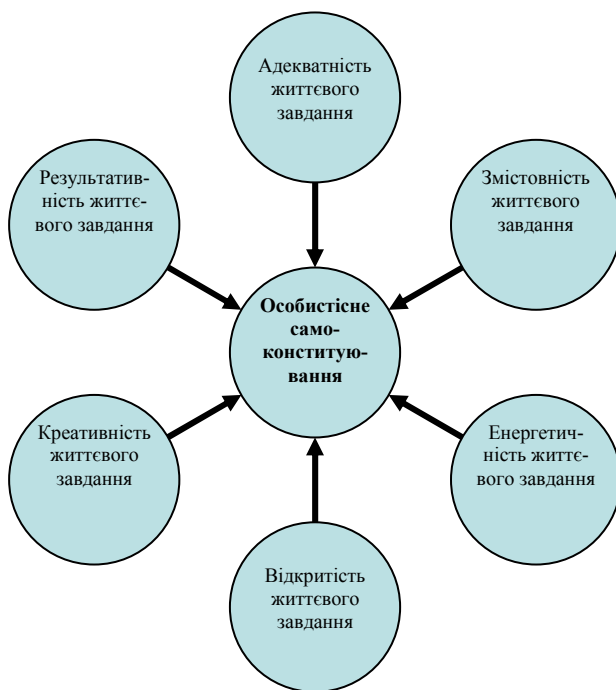 Адекватність
життєвого
завдання
Результатив-
ність життє-
вого завдання
Змістовність
життєвого
завдання
Особистісне
само-
конститую-
вання
Креативність
життєвого
завдання
Енергетич-
ність життє-
вого завдання
Відкритість
життєвого
завдання